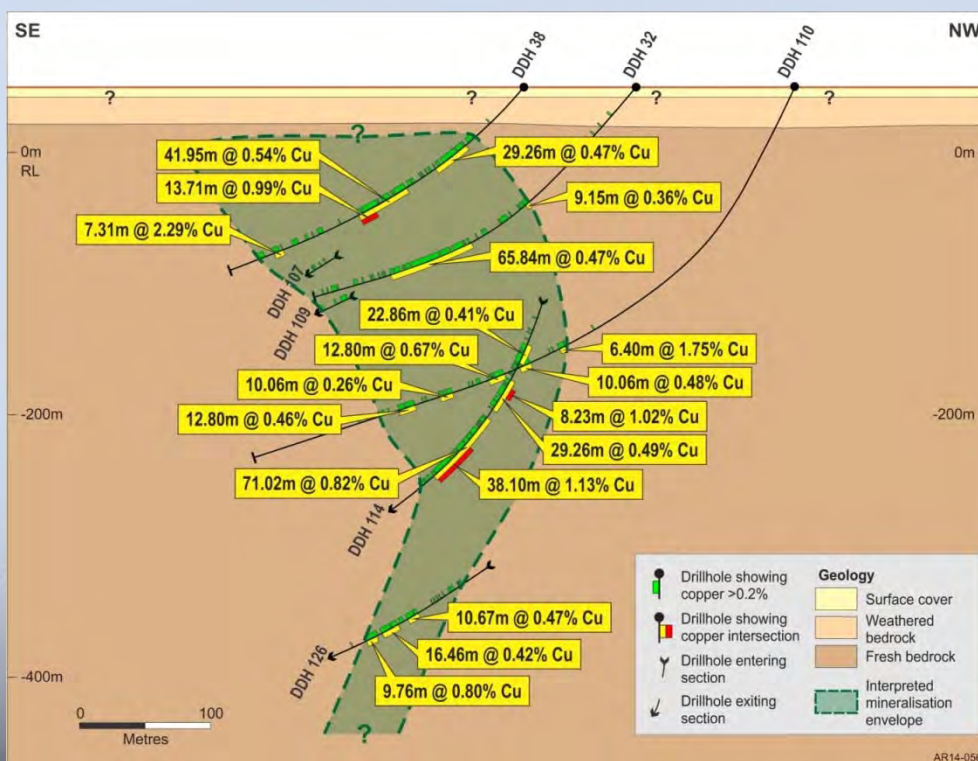 SE
NW
DDH 38
DDH 32
DDH 110
?
?
?
?
?
0m
RL
0m
41.95m @ 0.54% Cu
29.26m @ 0.47% Cu
13.71m @ 0.99% Cu
9.15m @ 0.36% Cu
7.31m @ 2.29% Cu
65.84m @ 0.47% Cu
DDH 107
DDH 109
22.86m @ 0.41% Cu
12.80m @ 0.67% Cu
6.40m @ 1.75% Cu
10.06m @ 0.26% Cu
10.06m @ 0.48% Cu
-200m
12.80m @ 0.46% Cu
8.23m @ 1.02% Cu
-200m
29.26m @ 0.49% Cu
71.02m @ 0.82% Cu
38.10m @ 1.13% Cu
DDH 114
10.67m @ 0.47% Cu
16.46m @ 0.42% Cu
DDH 126
9.76m @ 0.80% Cu
-400m
?
0
100
Metres
Drillhole showing
copper >0.2%
Drillhole showing
copper intersection
Drillhole entering
section
Drillhole exiting
section
Geology
Surface cover
Weathered
bedrock
Fresh bedrock
Interpreted
mineralisation
envelope